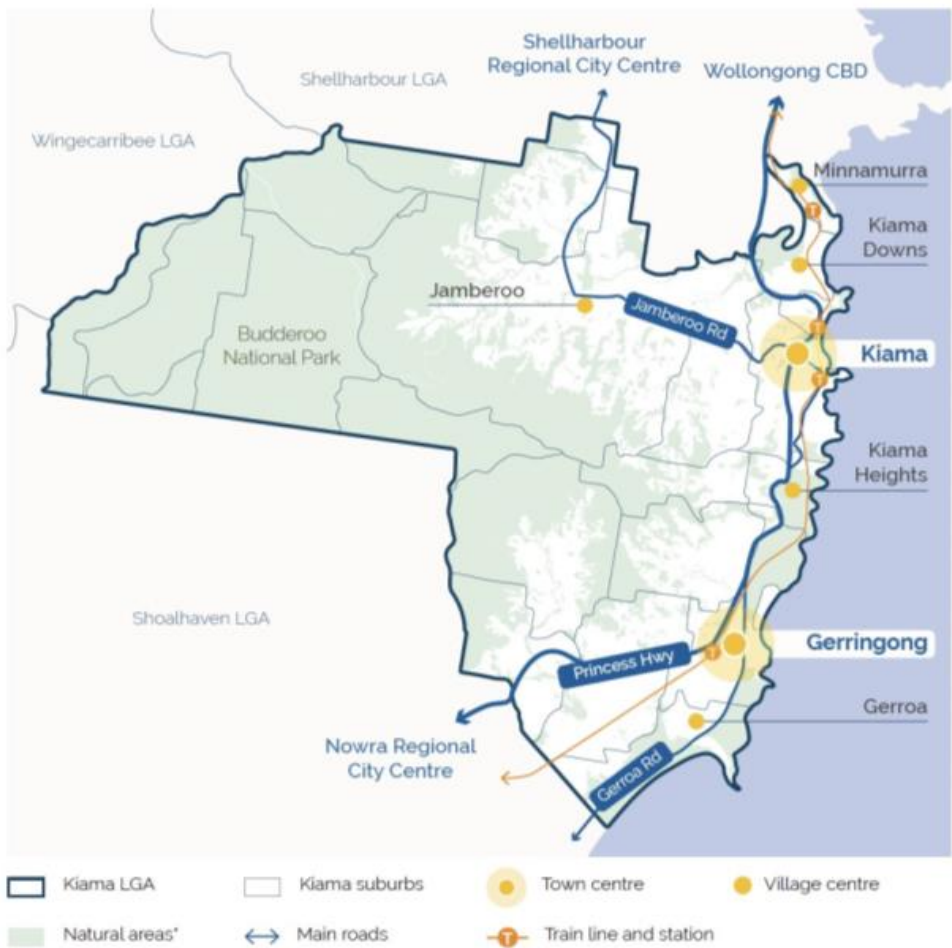 Shellharbour
Regional City Centre
Wollongong CBD
Shellharbour LGA
Wingecarribee LGA
Minnamurra
T
Kiama
Downs
Jamberoo
Jamberoo Rd
Budderoo
National Park
T
Kiama
T
Kiama
Heights
Shoalhaven LGA
Gerringong
T
Princess Hwy
Gerroa
Nowra Regional
City Centre
Gerroa Rd
Kiama LGA
Kiama suburbs
Town centre
Village centre
Natural areas*
Main roads
T
Train line and station